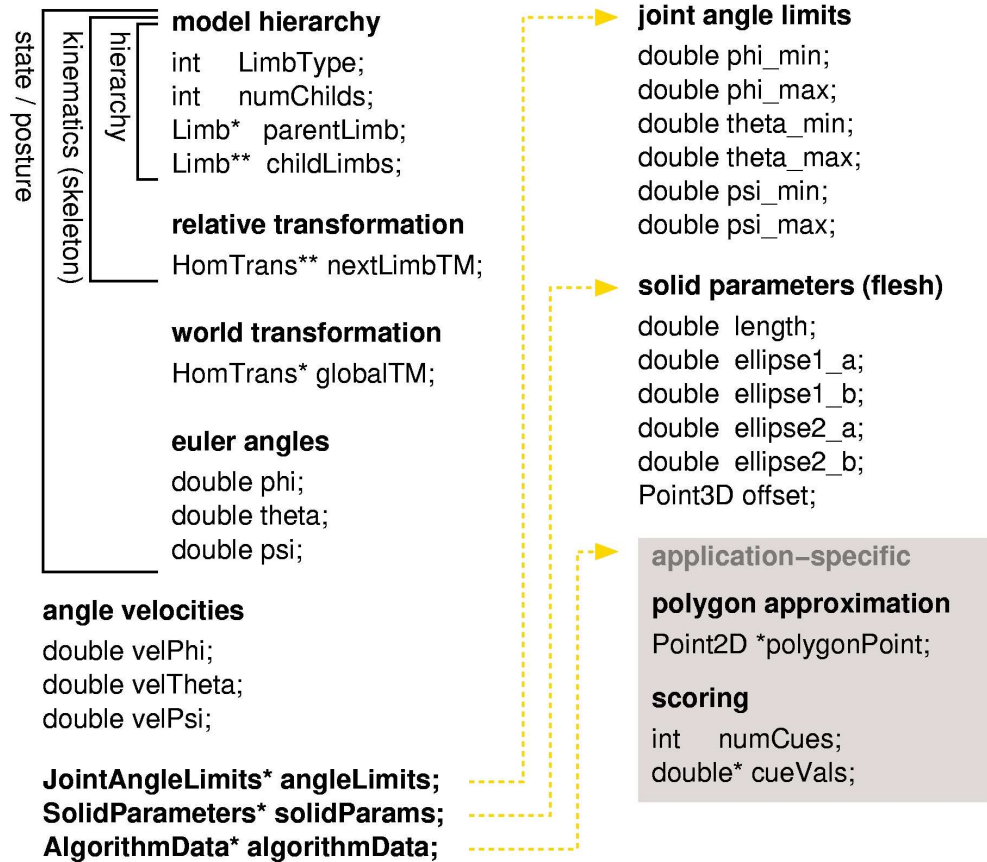 state / posture
kinematics (skeleton)
hierarchy
model hierarchy
int LimbType;
int numChilds;
Limb* parentLimb;
Limb** childLimbs;
relative transformation
HomTrans** nextLimbTM;
world transformation
HomTrans* globalTM;
euler angles
double phi;
double theta;
double psi;
angle velocities
double velPhi;
double velTheta;
double velPsi;
JointAngleLimits* angleLimits;
SolidParameters* solidParams;
AlgorithmData* algorithmData;
joint angle limits
double phi_min;
double phi_max;
double theta_min;
double theta_max;
double psi_min;
double psi_max;
solid parameters (flesh)
double length;
double ellipse1_a;
double ellipse1_b;
double ellipse2_a;
double ellipse2_b;
Point3D offset;
application−specific
polygon approximation
Point2D *polygonPoint;
scoring
int numCues;
double* cueVals;